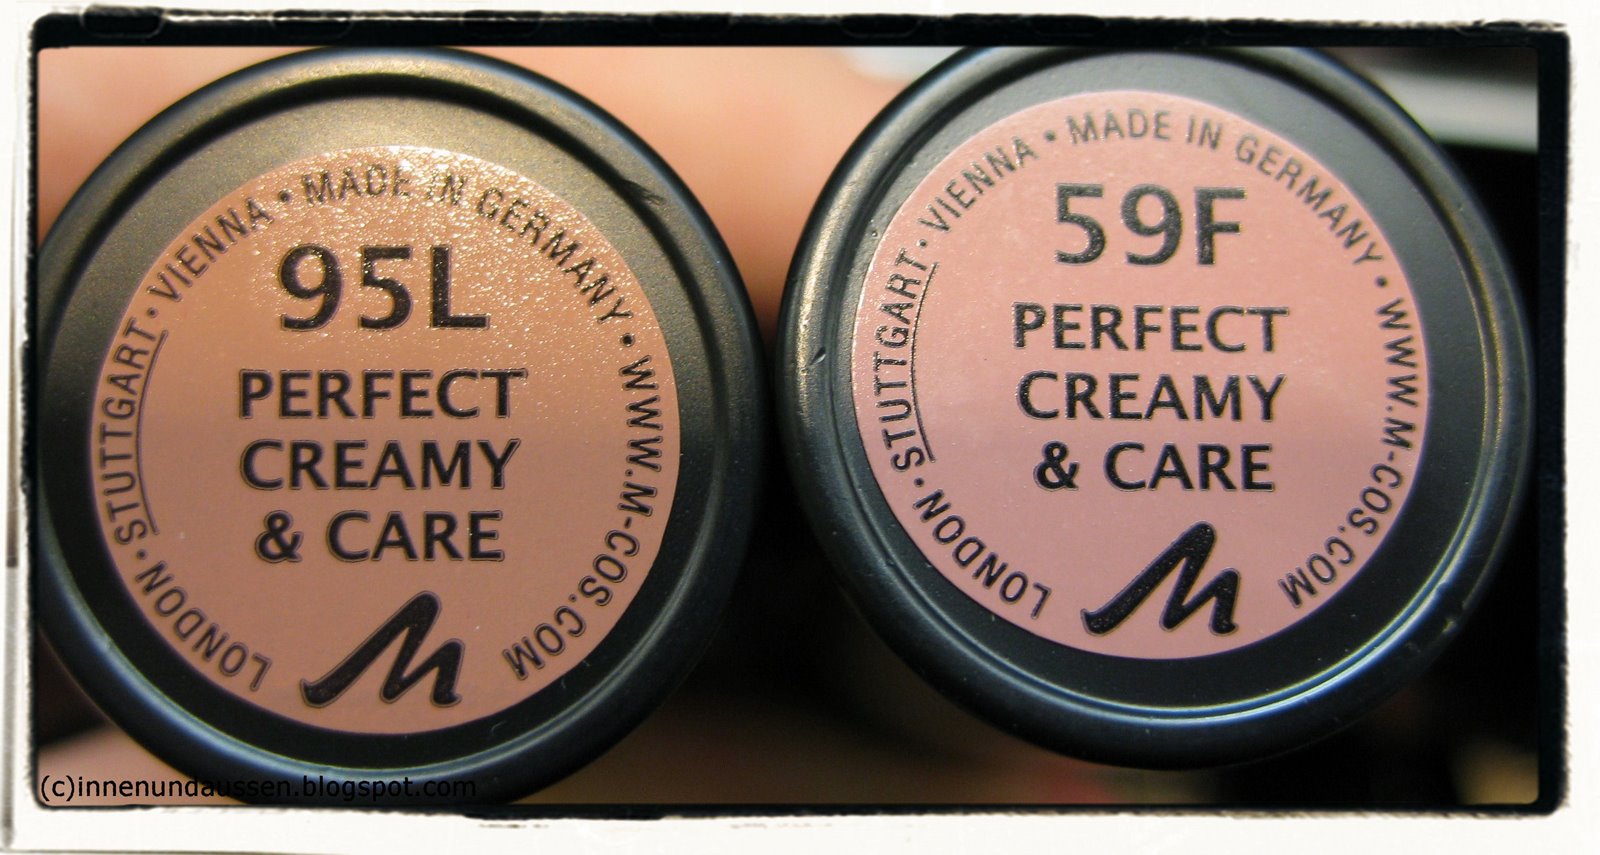 95L
PERFECT
CREAMY
& CARE
M
LONDON • STUTTGART • VIENNA • MADE IN GERMANY • WWW.M-COS.COM
59F
PERFECT
CREAMY
& CARE
M
LONDON • STUTTGART • VIENNA • MADE IN GERMANY • WWW.M-COS.COM
(c)innenundaussen.blogspot.com